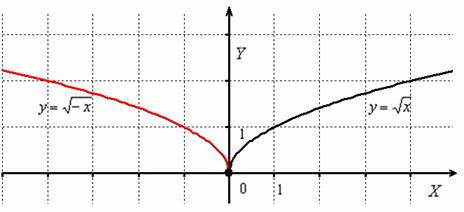 Y
y = √-x
y = √x
1
0 1
X